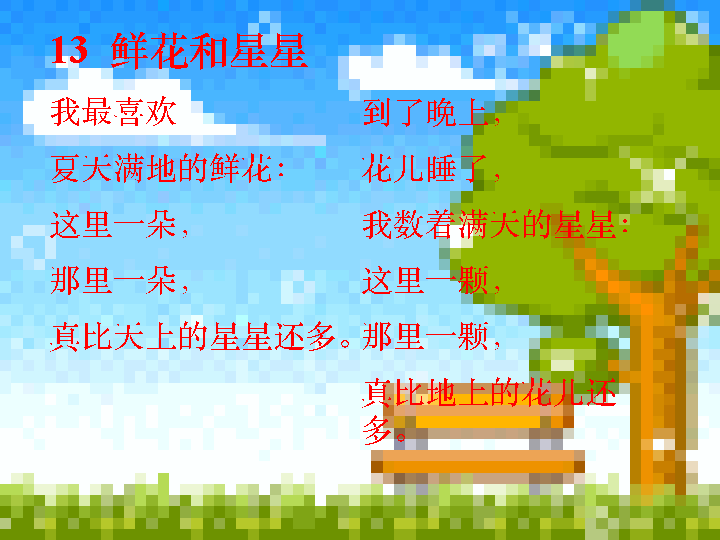 13 鲜花和星星
我最喜欢
夏天满地的鲜花：
这里一朵，
那里一朵，
真比天上的星星还多。
到了晚上，
花儿睡了，
我数着满天的星星：
这里一颗，
那里一颗，
真比地上的花儿还
多。